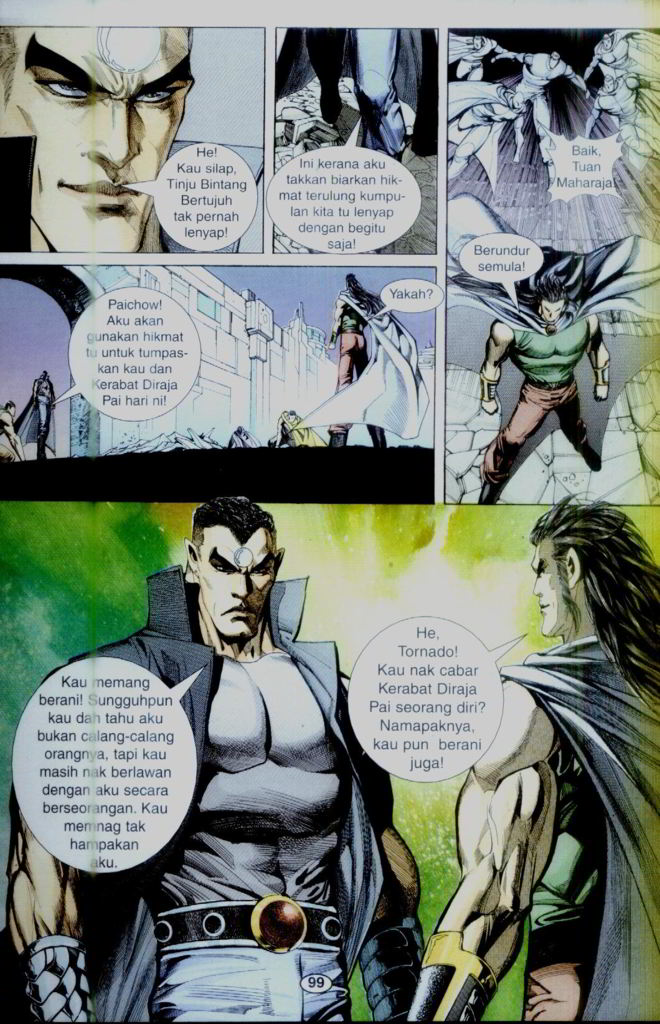 He!
Kau silap,
Tinju Bintang
Bertujuh
tak pernah
lenyap!
Ini kerana aku
takkan biarkan hik-
mat terulung kumpu-
lan kita tu lenyap
dengan begitu
saja!
Baik,
Tuan
Maharaja!
Berundur
semula!
Paichow!
Aku akan
gunakan hikmat
tu untuk tumpas-
kan kau dan
Kerabat Diraja
Pai hari ni!
Yakah?
Kau memang
berani! Sungguhpun
kau dah tahu aku
bukan calang-calang
orangnya, tapi kau
masih nak berlawan
dengan aku secara
berseorangan. Kau
memnag tak
hampakan
aku.
He,
Tornado!
Kau nak cabar
Kerabat Diraja
Pai seorang diri?
Namapaknya,
kau pun berani
juga!
99